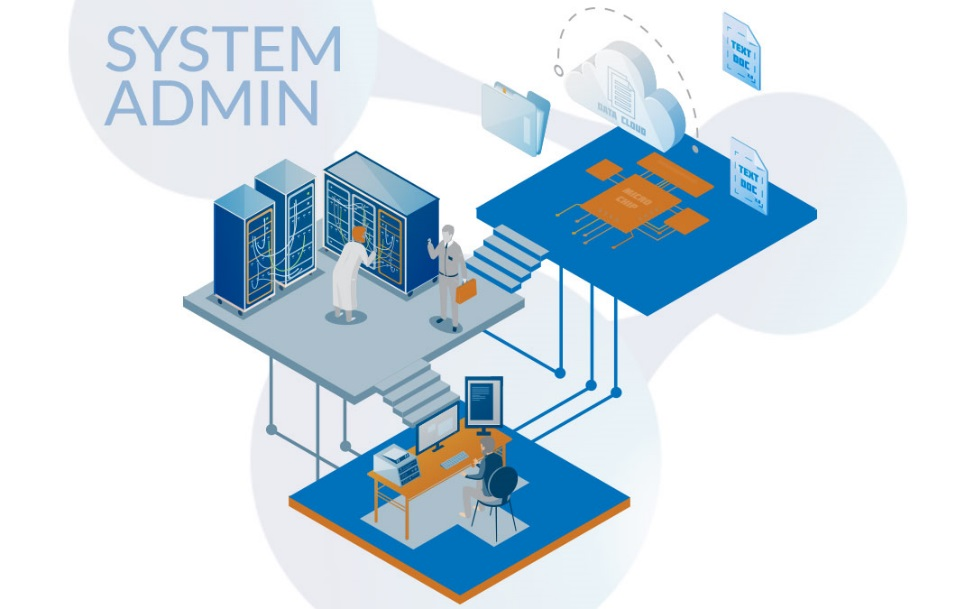 SYSTEM
ADMIN
TEXT
DOC
DATA CLOUD
TEXT
DOC
MICRO
CHIP